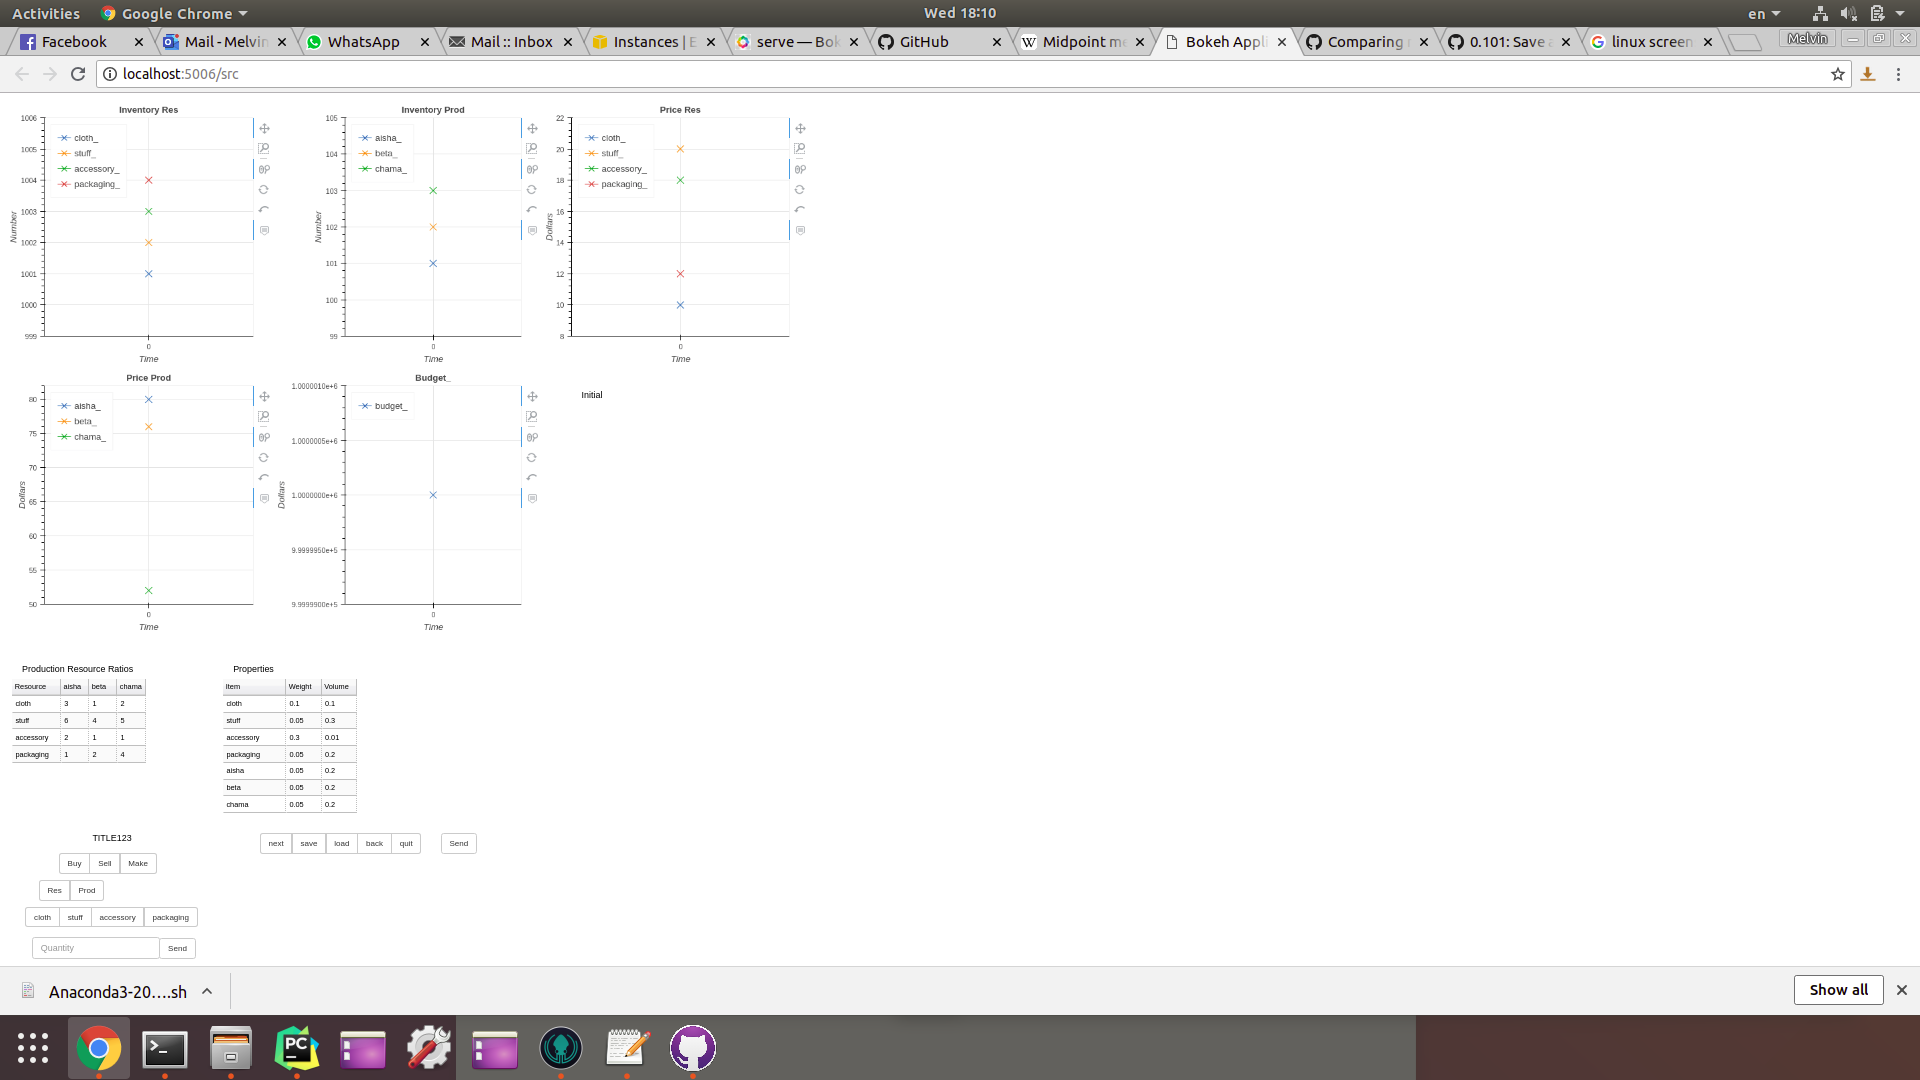 Activities Google Chrome Wed 18:10 en
Facebook Mail - Melvin WhatsApp Mail :: Inbox Instances | E serve — Bok GitHub Midpoint me Bokeh Appli Comparing 0.101: Save linux screen Melvin
localhost:5006/src
Inventory Res Inventory Prod Price Res
1006 105 22
cloth_ aisha_ cloth_
1005 stuff_ 104 beta_ 20 stuff_
accessory_ chama_ accessory_
1004 packaging_ 103 18 packaging_
1003 16
Number 1002 Number 102 Dollars 14
1001 101 12
1000 100 10
999 99 8
0 0 0
Time Time Time
Price Prod Budget_
1.0000010e+6 Initial
80 aisha_ budget_
beta_
75 chama_ 1.0000005e+6
70
Dollars 65 Dollars 1.0000000e+6
60
55 9.9999950e+5
50 9.9999900e+5
0 0
Time Time
Production Resource Ratios Properties
Resource aisha beta chama Item Weight Volume
cloth 3 1 2 cloth 0.1 0.1
stuff 6 4 5 stuff 0.05 0.3
accessory 2 1 1 accessory 0.3 0.01
packaging 1 2 4 packaging 0.05 0.2
aisha 0.05 0.2
beta 0.05 0.2
chama 0.05 0.2
TITLE123 next save load back quit Send
Buy Sell Make
Res Prod
cloth stuff accessory packaging
Quantity Send
Anaconda3-20....sh Show all
PC